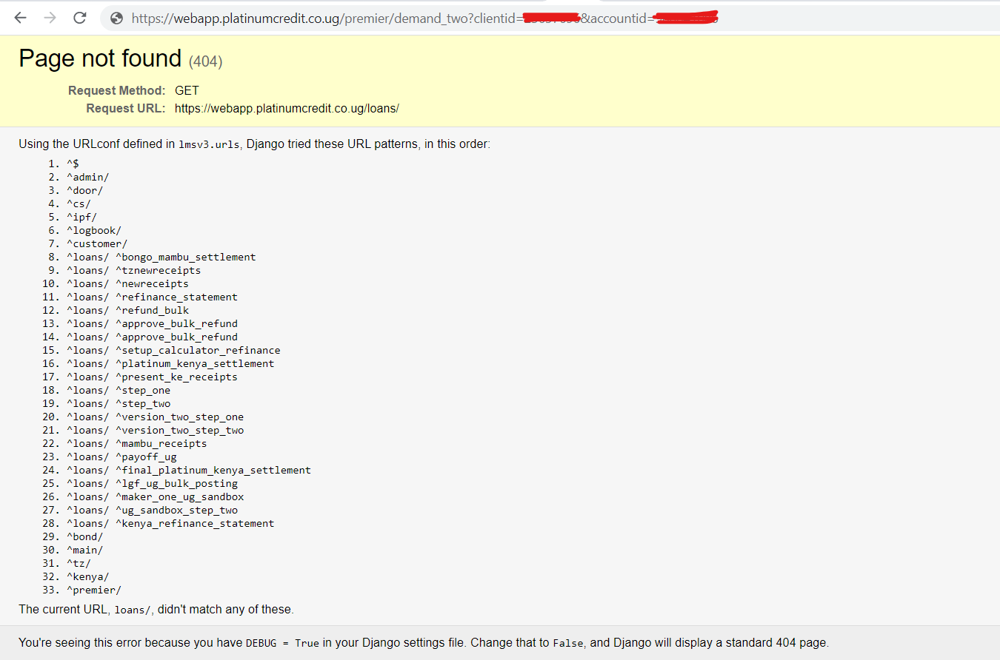 https://webapp.platinumcredit.co.ug/premier/demand_two?clientid= &accountid=
Page not found (404)
Request Method: GET
Request URL: https://webapp.platinumcredit.co.ug/loans/
Using the URLconf defined in lmsv3.urls, Django tried these URL patterns, in this order:
1. ^$
2. ^admin/
3. ^door/
4. ^cs/
5. ^ipf/
6. ^logbook/
7. ^customer/
8. ^loans/ ^bongo_mambu_settlement
9. ^loans/ ^tznewreceipts
10. ^loans/ ^newreceipts
11. ^loans/ ^refinance_statement
12. ^loans/ ^refund_bulk
13. ^loans/ ^approve_bulk_refund
14. ^loans/ ^approve_bulk_refund
15. ^loans/ ^setup_calculator_refinance
16. ^loans/ ^platinum_kenya_settlement
17. ^loans/ ^present_ke_receipts
18. ^loans/ ^step_one
19. ^loans/ ^step_two
20. ^loans/ ^version_two_step_one
21. ^loans/ ^version_two_step_two
22. ^loans/ ^mambu_receipts
23. ^loans/ ^payoff_ug
24. ^loans/ ^final_platinum_kenya_settlement
25. ^loans/ ^lgf_ug_bulk_posting
26. ^loans/ ^maker_one_ug_sandbox
27. ^loans/ ^ug_sandbox_step_two
28. ^loans/ ^kenya_refinance_statement
29. ^bond/
30. ^main/
31. ^tz/
32. ^kenya/
33. ^premier/
The current URL, loans/, didn't match any of these.
You're seeing this error because you have DEBUG = True in your Django settings file. Change that to False, and Django will display a standard 404 page.